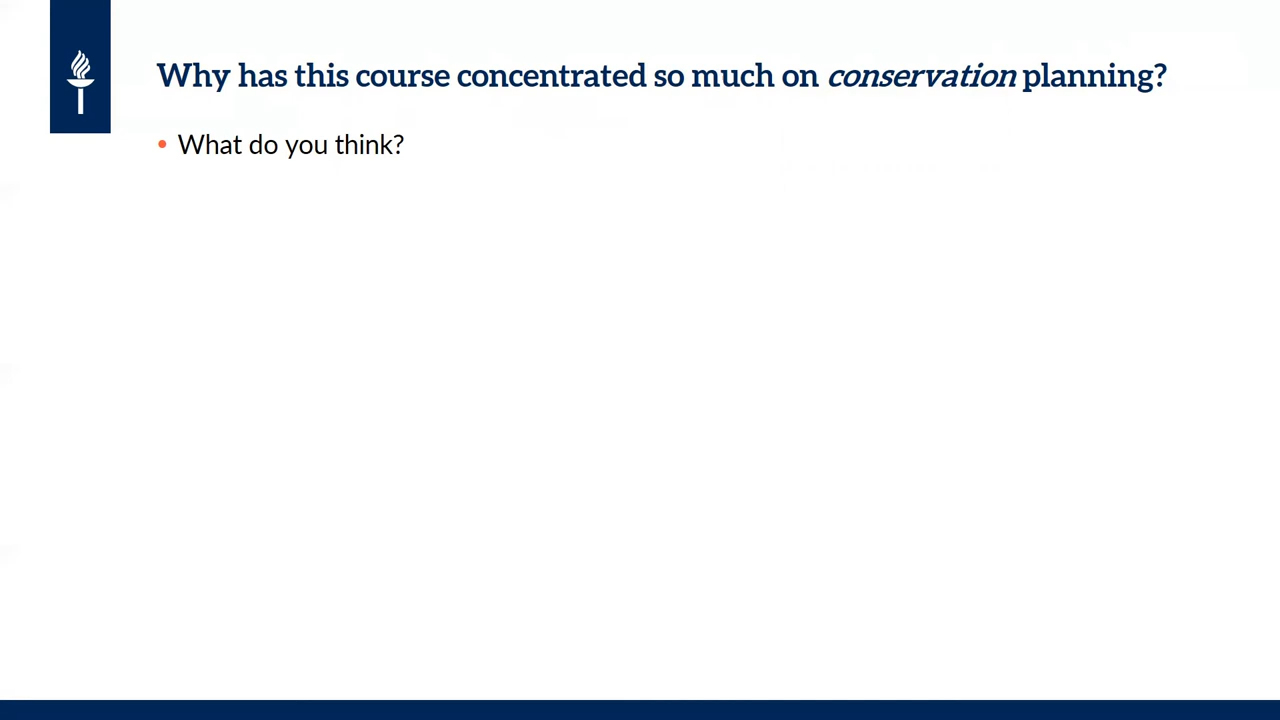 Why has this course concentrated so much on conservation planning?
• What do you think?